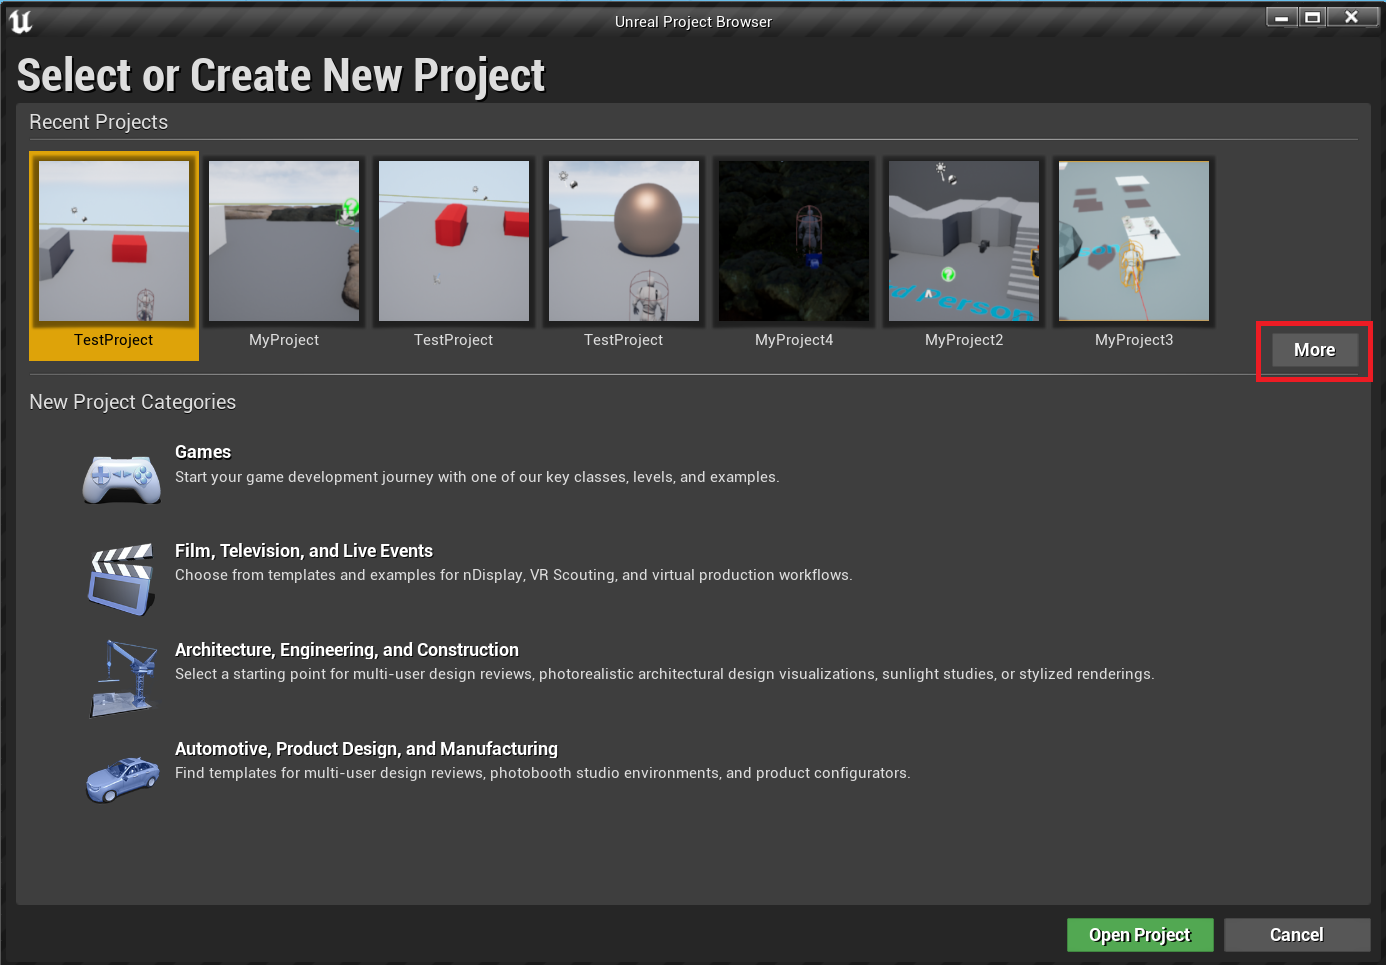 Unreal Project Browser
Select or Create New Project
Recent Projects
TestProject
MyProject
TestProject
TestProject
MyProject4
MyProject2
MyProject3
More
New Project Categories
Games
Start your game development journey with one of our key classes, levels, and examples.
Film, Television, and Live Events
Choose from templates and examples for nDisplay, VR Scouting, and virtual production workflows.
Architecture, Engineering, and Construction
Select a starting point for multi-user design reviews, photorealistic architectural design visualizations, sunlight studies, or stylized renderings.
Automotive, Product Design, and Manufacturing
Find templates for multi-user design reviews, photobooth studio environments, and product configurators.
Open Project
Cancel